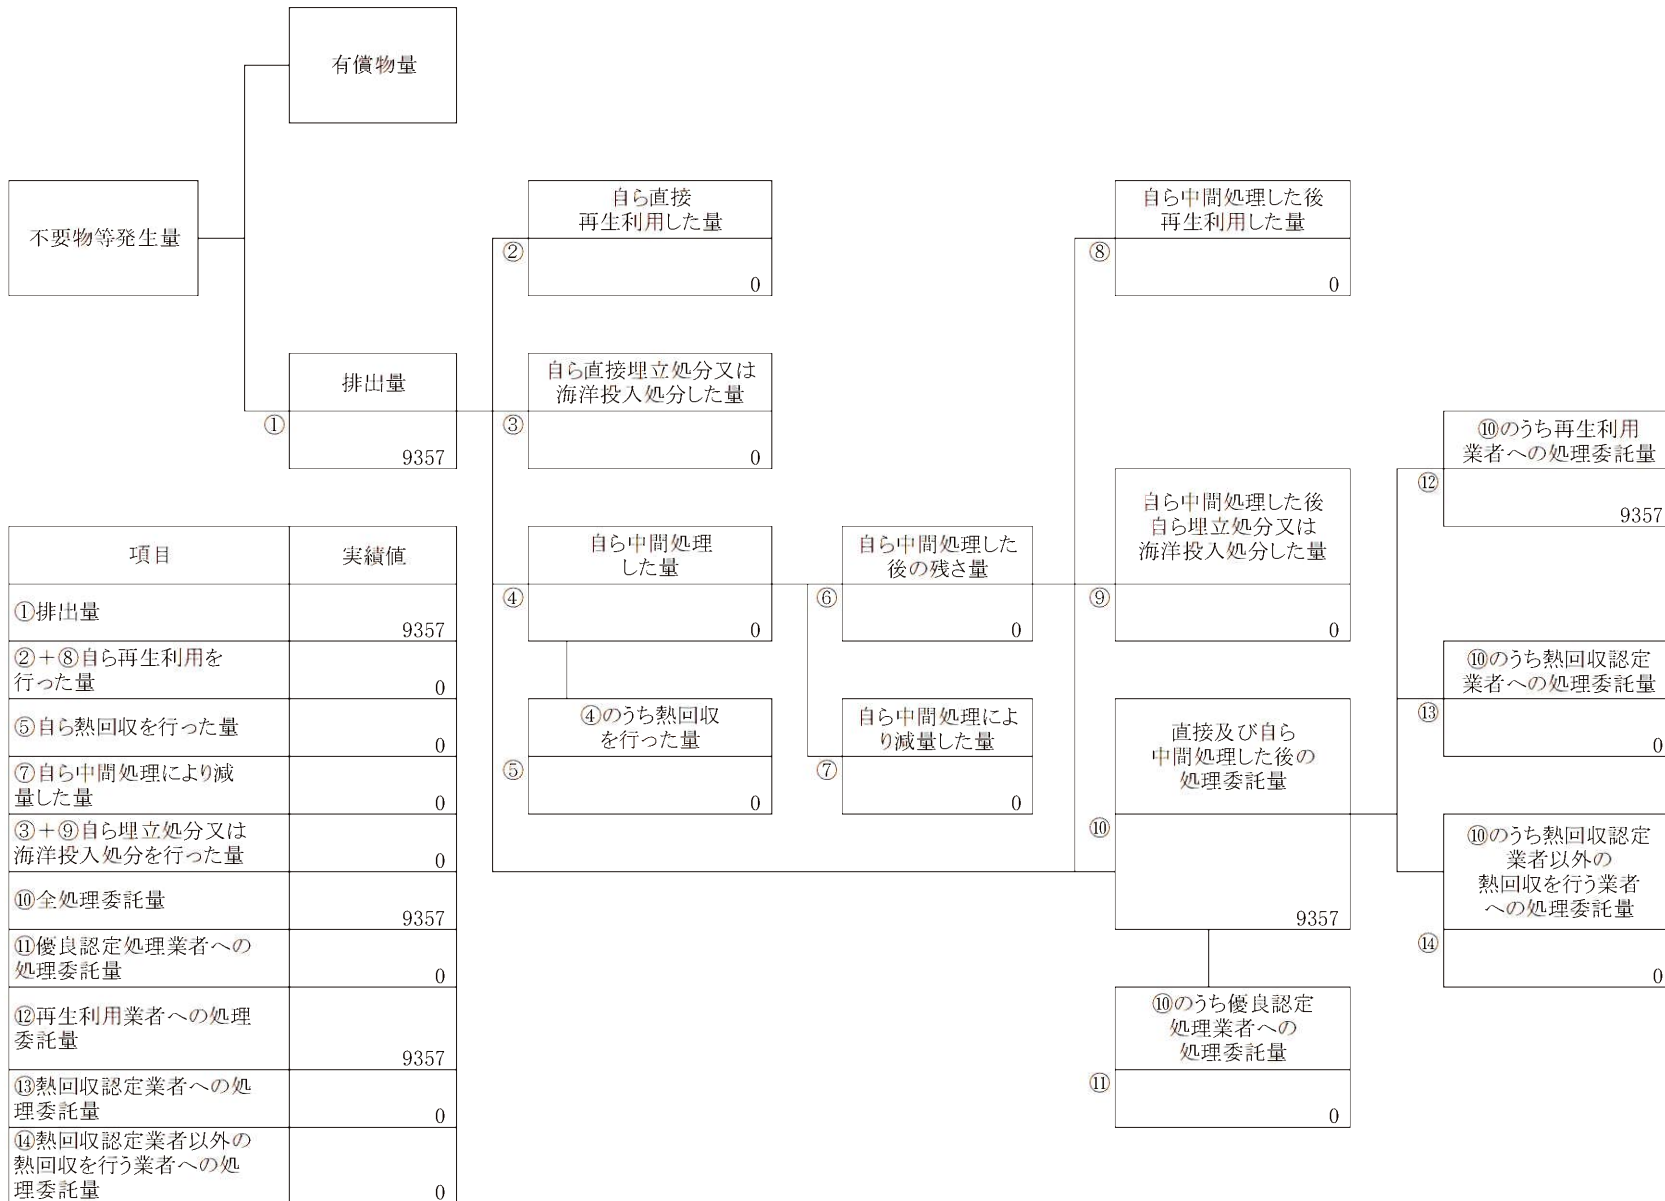 有償物量
不要物等発生量
自ら直接
再生利用した量
②
0
自ら中間処理した後
再生利用した量
⑧
0
排出量
①
9357
自ら直接埋立処分又は
海洋投入処分した量
③
0
⑩のうち再生利用
業者への処理委託量
⑫
9357
自ら中間処理
した量
④
0
自ら中間処理した
後の残さ量
⑥
0
自ら中間処理した後
自ら埋立処分又は
海洋投入処分した量
⑨
0
⑩のうち熱回収認定
業者への処理委託量
⑬
0
④のうち熱回収
を行った量
⑤
0
自ら中間処理によ
り減量した量
⑦
0
直接及び自ら
中間処理した後の
処理委託量
⑩
9357
⑩のうち熱回収認定
業者以外の
熱回収を行う業者
への処理委託量
⑭
0
⑩のうち優良認定
処理業者への
処理委託量
⑪
0
項目
実績値
①排出量
9357
②+⑧自ら再生利用を
行った量
0
⑤自ら熱回収を行った量
0
⑦自ら中間処理により減
量した量
0
③+⑨自ら埋立処分又は
海洋投入処分を行った量
0
⑩全処理委託量
9357
⑪優良認定処理業者への
処理委託量
0
⑫再生利用業者への処理
委託量
9357
⑬熱回収認定業者への処
理委託量
0
⑭熱回収認定業者以外の
熱回収を行う業者への処
理委託量
0